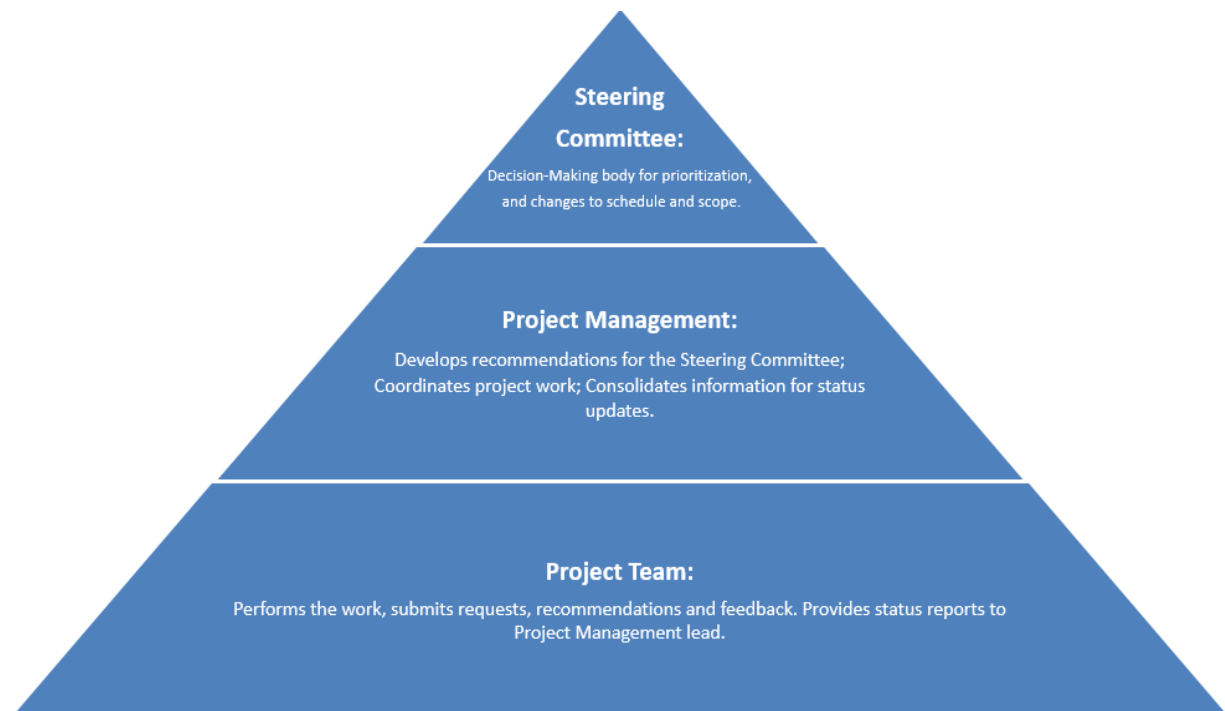 Steering
Committee:
Decision-Making body for prioritization,
and changes to schedule and scope.
Project Management:
Develops recommendations for the Steering Committee;
Coordinates project work; Consolidates information for status
updates.
Project Team:
Performs the work, submits requests, recommendations and feedback. Provides status reports to
Project Management lead.